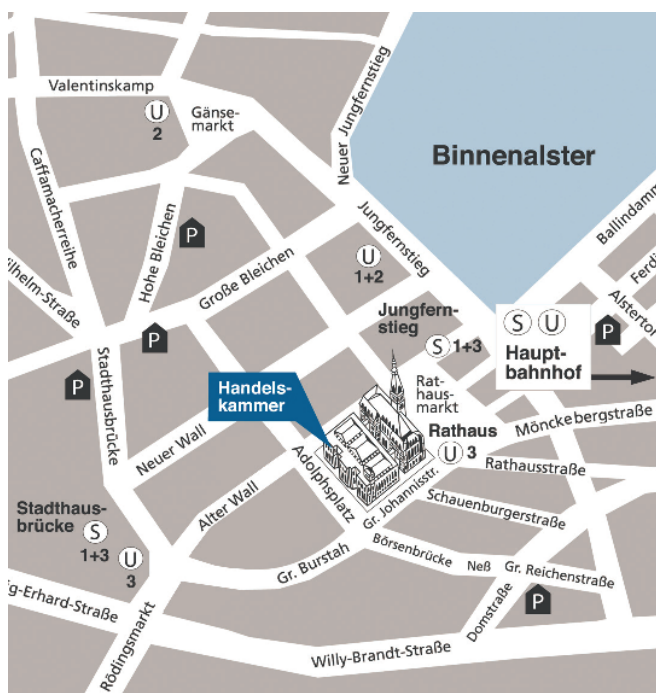 Valentinskamp
U
2
Gänse-
markt
Neuer Jungfernstieg
Binnenalster
Caffamacherreihe
Hohe Bleichen
P
Jungfernstieg
Ballindamm
Große Bleichen
U
1+2
ilhelm-Straße
Ferdi
Alstertor
P
P
Jungfern-
stieg
S 1+3
S U
Haupt-
bahnhof
P
Stadthausbrücke
Handels-
kammer
Rat-
haus-
markt
Rathaus
U 3
Mönckebergstraße
Neuer Wall
Adolphsplatz
Rathausstraße
Alter Wall
Gr. Johannisstr.
Schauenburgerstraße
Stadthaus-
brücke
S
1+3
U
3
Gr. Burstah
Börsenbrücke
Neß
Gr. Reichenstraße
P
ig-Erhard-Straße
Domstraße
Rödingsmarkt
Willy-Brandt-Straße